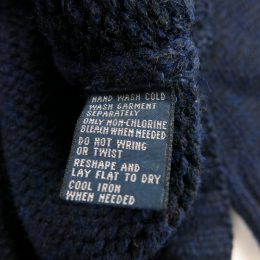 HAND WASH COLD
WASH GARMENT
SEPARATELY
ONLY NON-CHLORINE
BLEACH WHEN NEEDED
DO NOT WRING
OR TWIST
RESHAPE AND
LAY FLAT TO DRY
COOL IRON
WHEN NEEDED